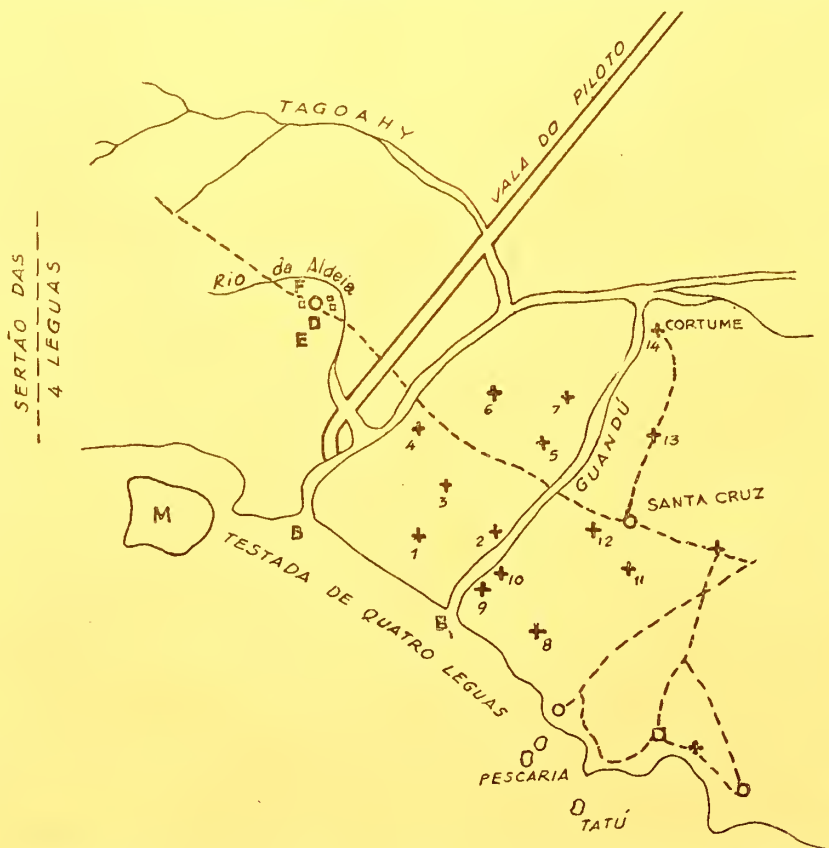 TAGOAHY
VALA DO PILOTO
SERTÃO DAS
4 LEGUAS
RIO da Aldeia
F
D
E
CORTUME
14
6
7
4
5
13
GUANDÚ
3
SANTA CRUZ
M
B
1
2
12
10
11
9
TESTADA DE QUATRO LEGUAS
B
8
PESCARIA
TATÚ